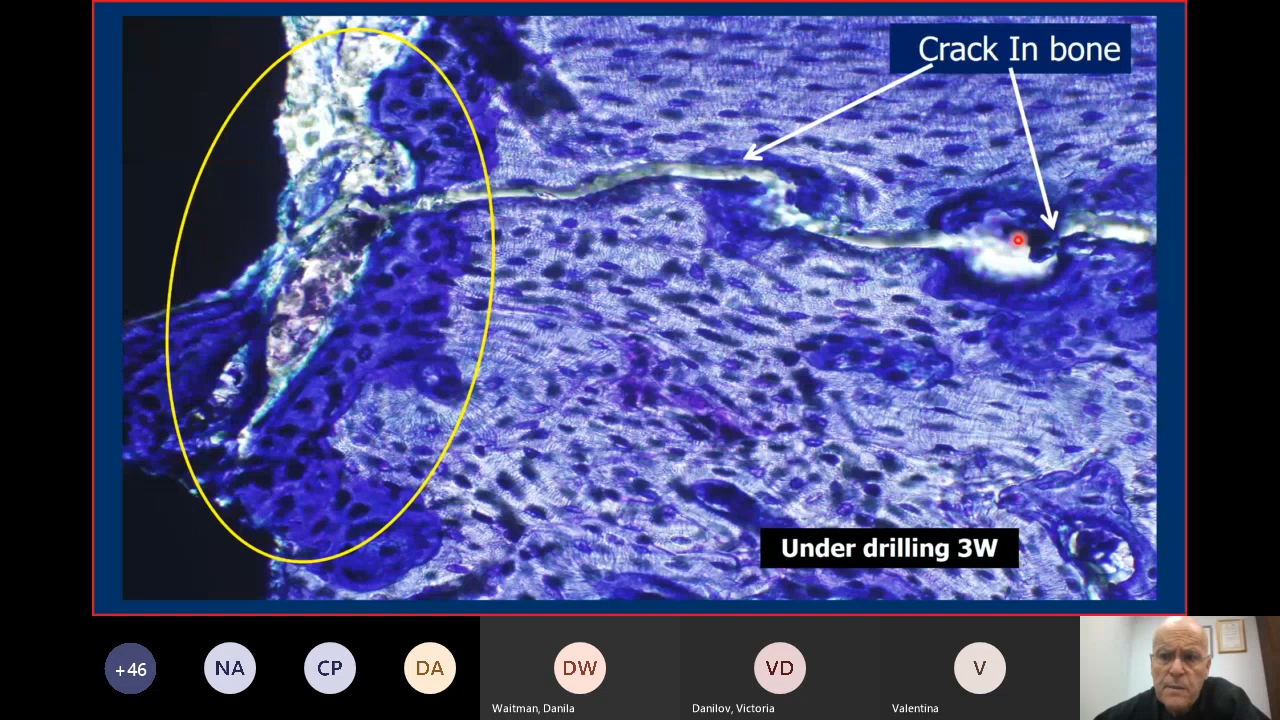 Crack In bone
Under drilling 3W
+46
NA
CP
DA
DW
VD
V
Waitman, Danila
Danilov, Victoria
Valentina